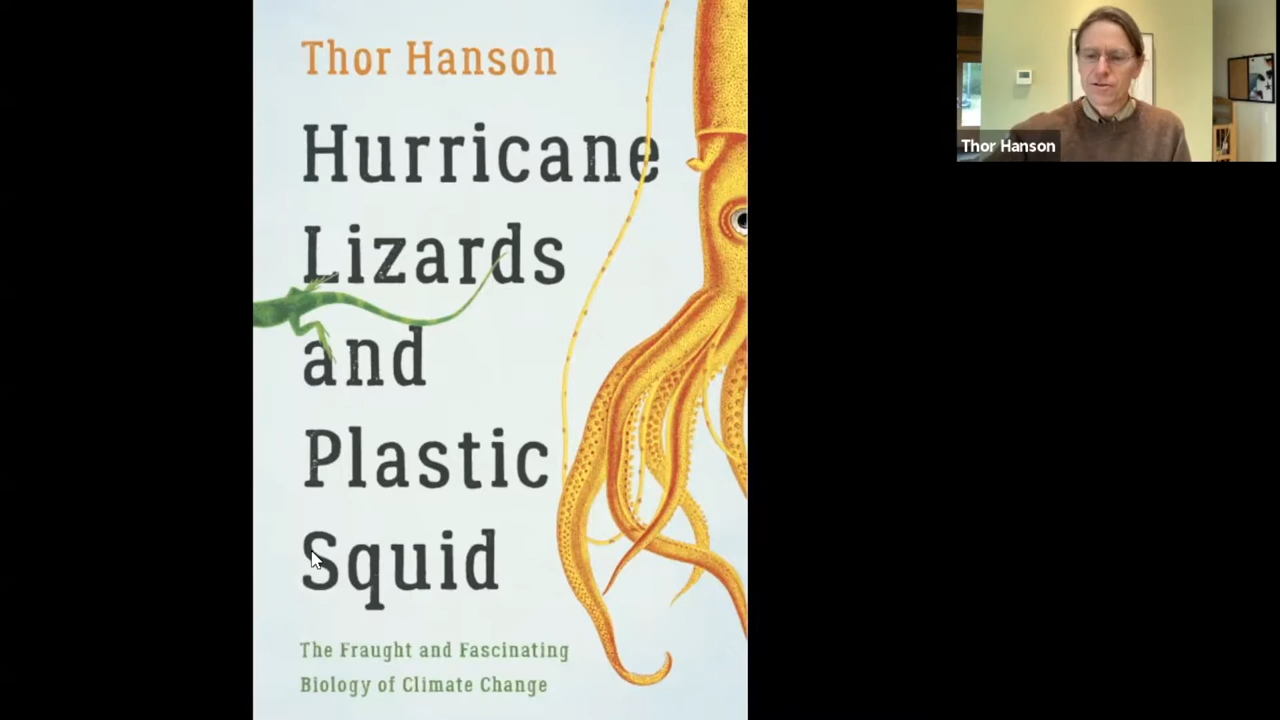 Thor Hanson
Hurricane
Lizards
and
Plastic
Squid
The Fraught and Fascinating
Biology of Climate Change
Thor Hanson